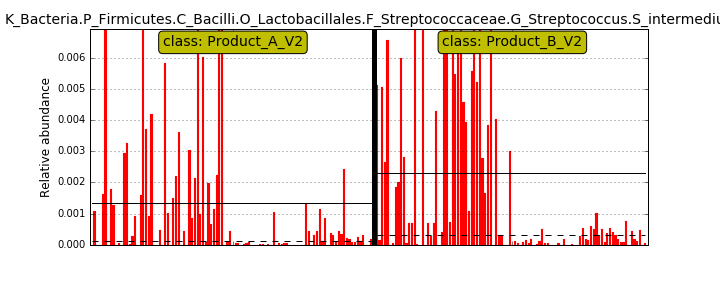 K_Bacteria.P_Firmicutes.C_Bacilli.O_Lactobacillales.F_Streptococcaceae.G_Streptococcus.S_intermediu
class: Product_A_V2
class: Product_B_V2
Relative abundance
0.006
0.005
0.004
0.003
0.002
0.001
0.000